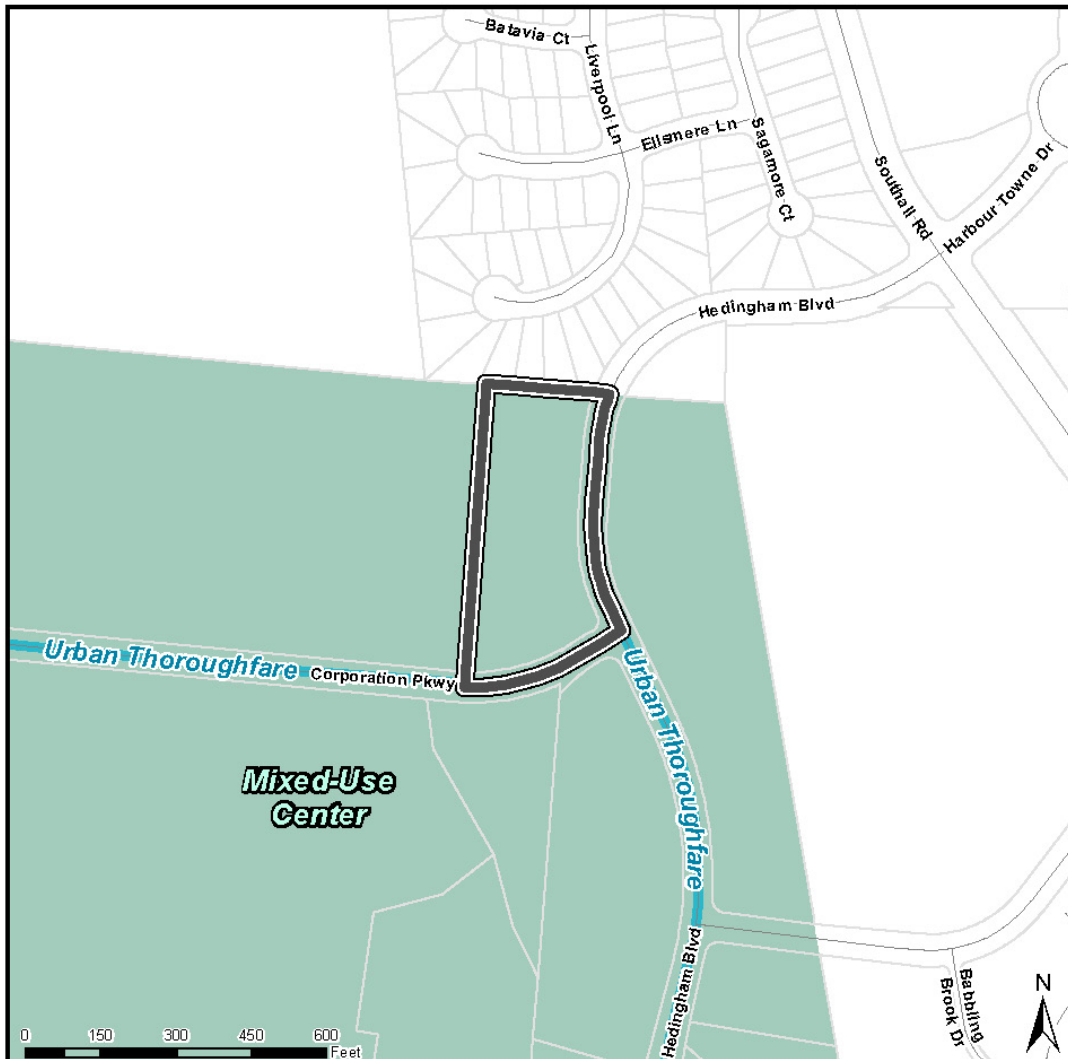 Batavia Ct
Liverpool Ln
Ellsmere Ln
Sagamore Ct
Southall Rd
Harbour Towne Dr
Hedingham Blvd
Urban Thoroughfare
Corporation Pkwy
Urban Thoroughfare
Mixed-Use
Center
Hedingham Blvd
Babbling
Brook Dr
N
0 150 300 450 600
Feet